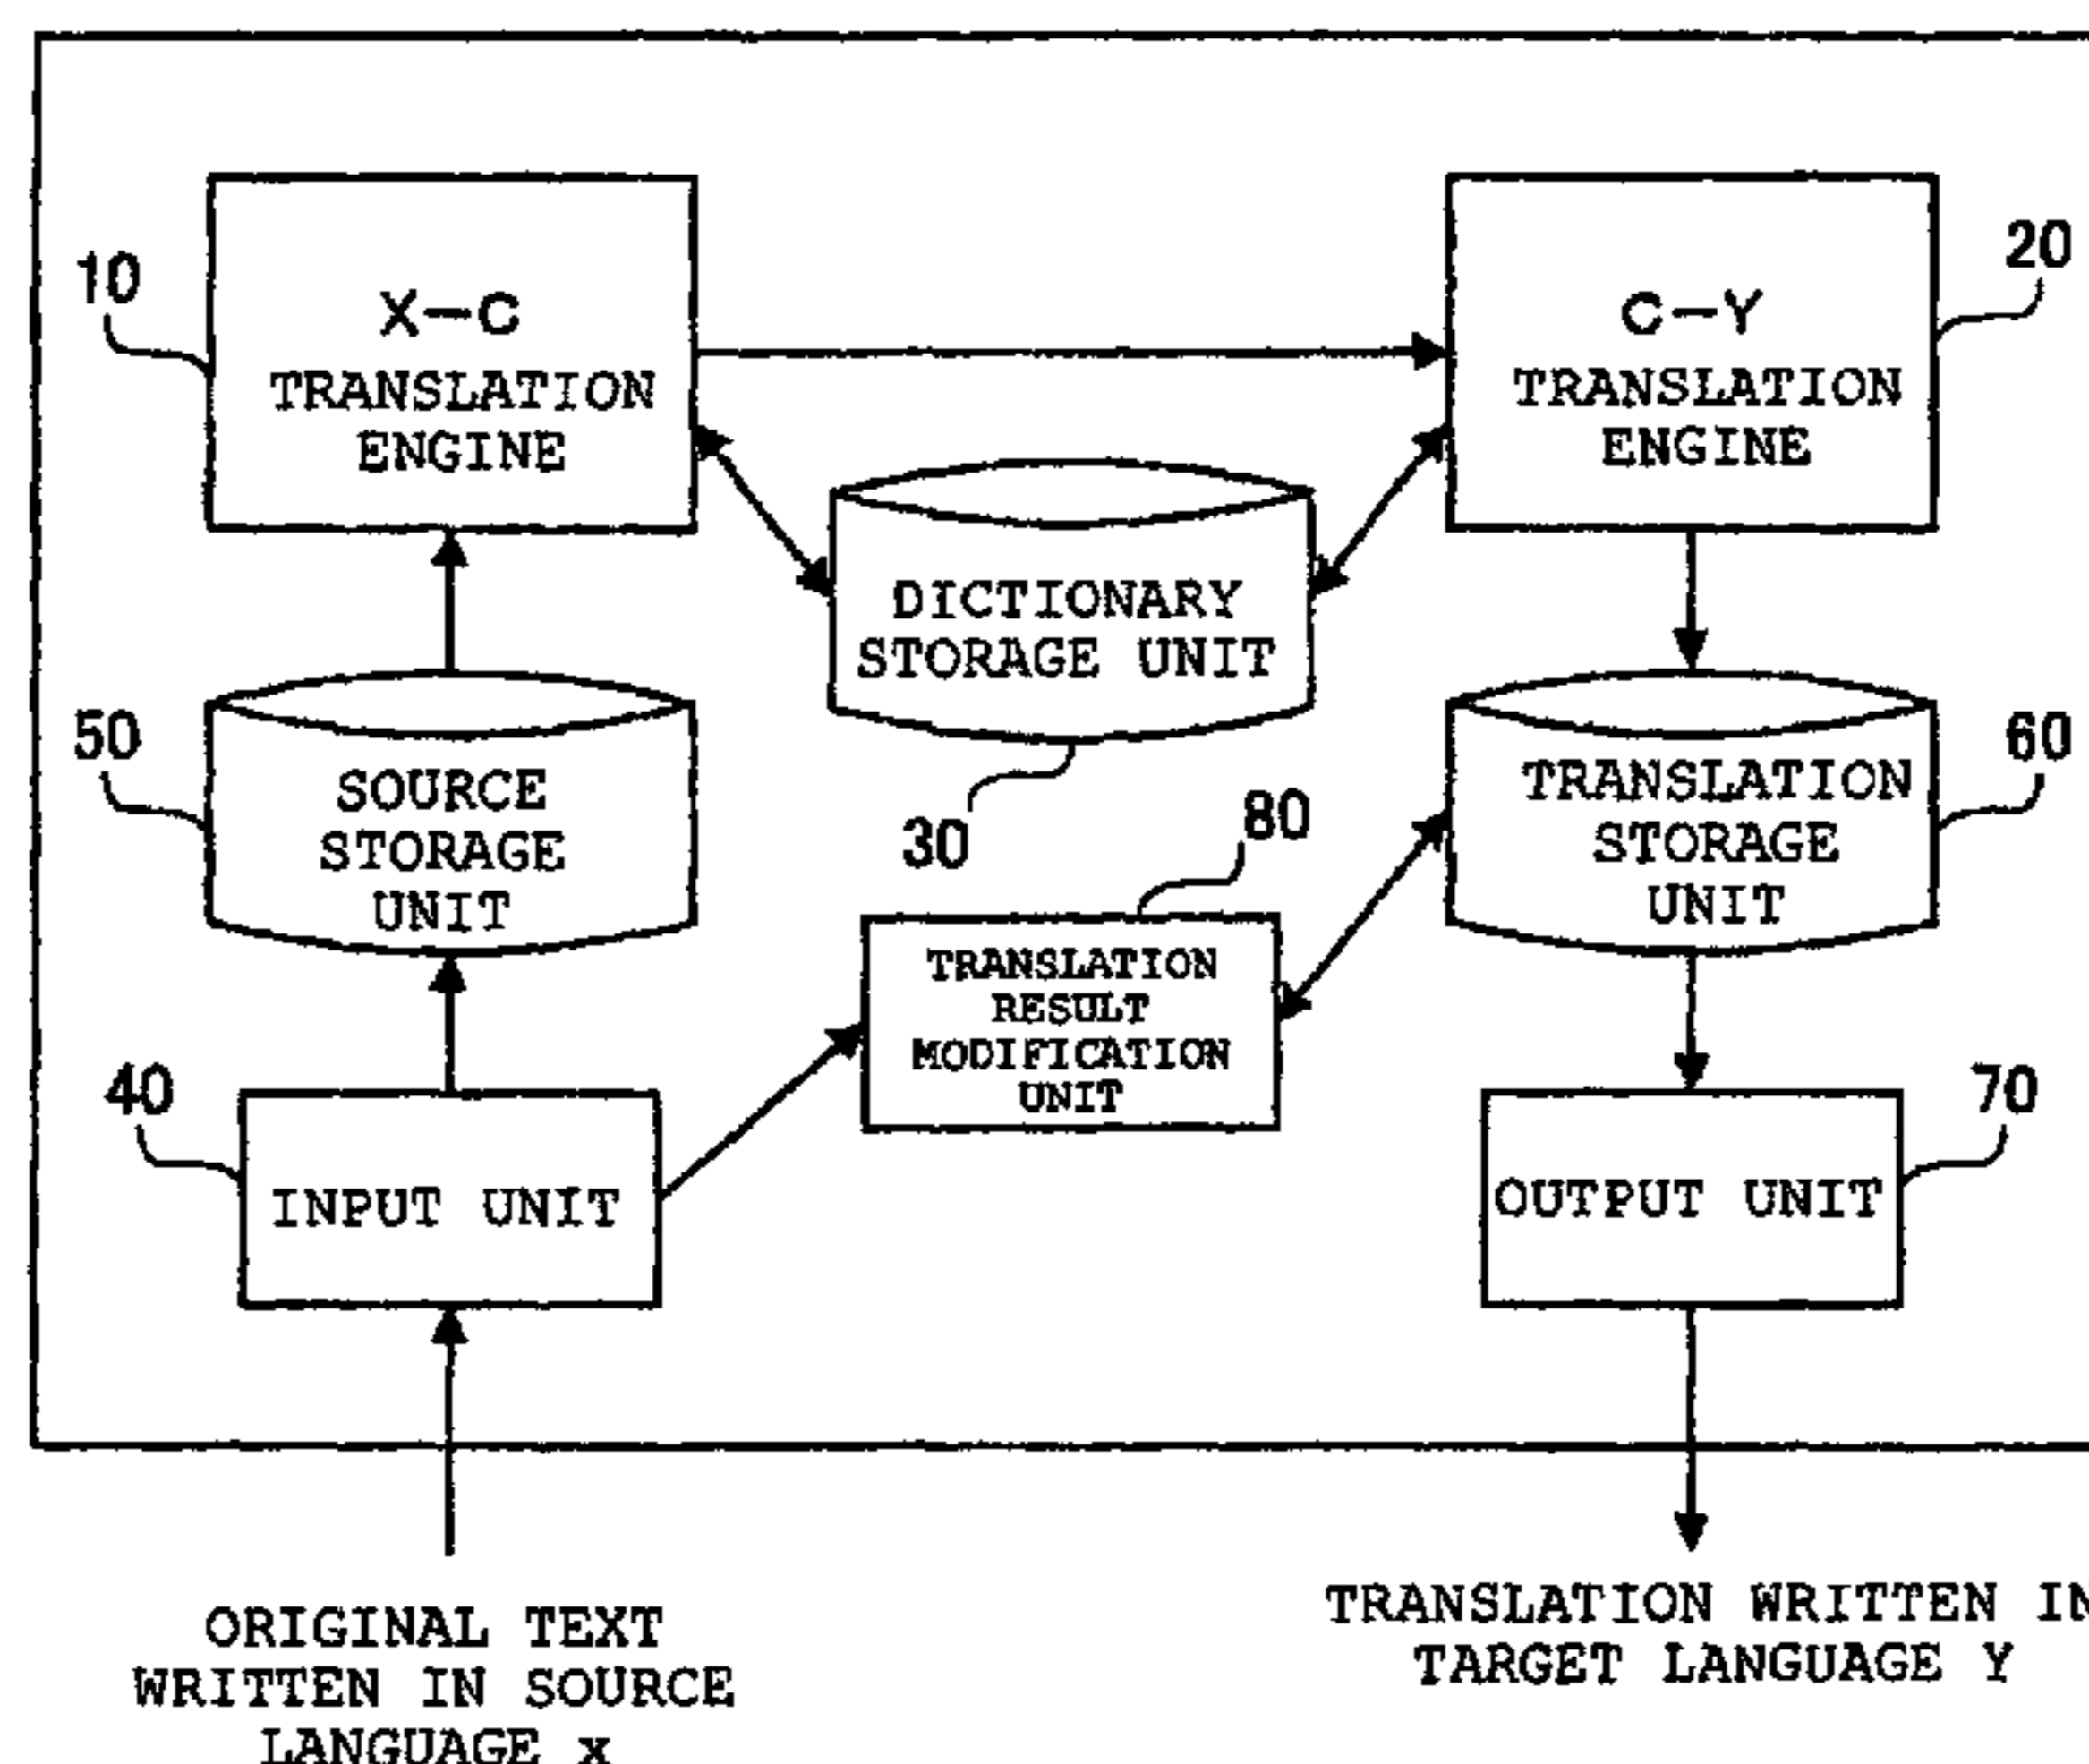 10
X-C
TRANSLATION
ENGINE
C-Y
TRANSLATION
ENGINE
20
DICTIONARY
STORAGE UNIT
30
50
SOURCE
STORAGE
UNIT
TRANSLATION
STORAGE
UNIT
60
80
TRANSLATION
RESULT
MODIFICATION
UNIT
40
INPUT UNIT
OUTPUT UNIT
70
ORIGINAL TEXT
WRITTEN IN SOURCE
LANGUAGE x
TRANSLATION WRITTEN IN
TARGET LANGUAGE Y